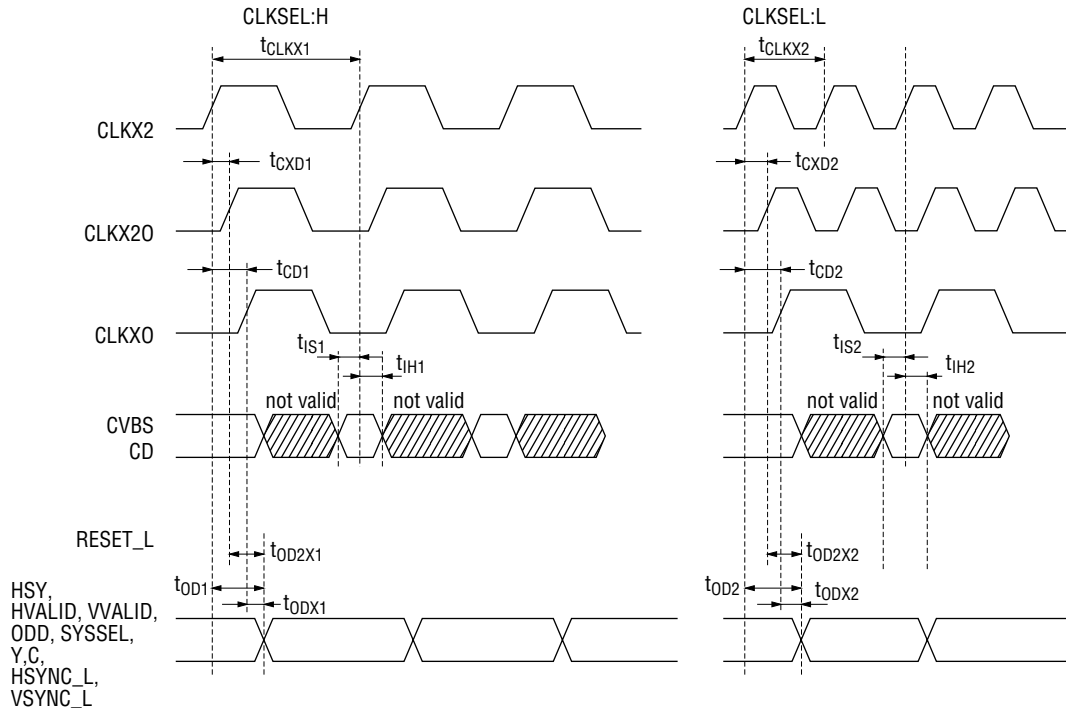 CLKSEL:H CLKSEL:L
tCLKX1 tCLKX2
CLKX2
tCXD1 tCXD2
CLKX2O
tCD1 tCD2
CLKXO
tIS1 tIS2
tIH1 tIH2
not valid not valid not valid not valid
CVBS
CD
RESET_L
tOD2X1 tOD2X2
tOD1 tOD2
tODX1 tODX2
HSY,
HVALID, VVALID,
ODD, SYSSEL,
Y,C,
HSYNC_L,
VSYNC_L